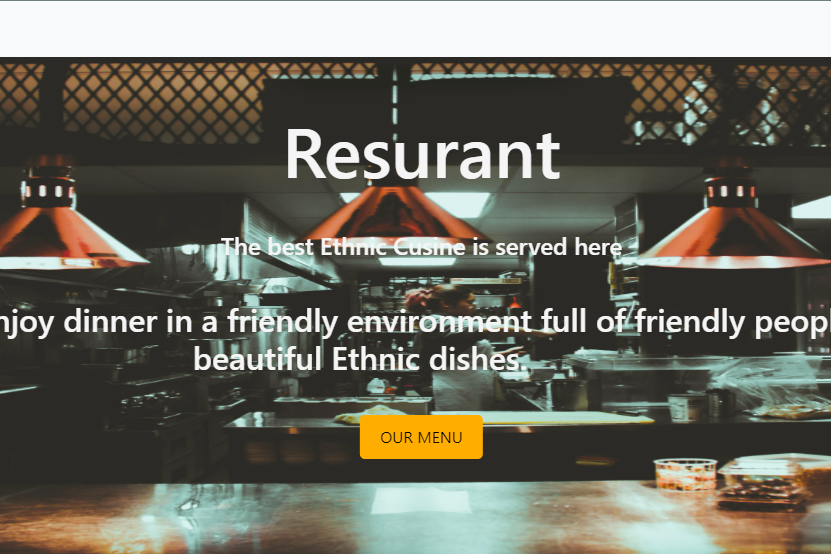 Resurant
The best Ethnic Cusine is served here
njoy dinner in a friendly environment full of friendly peopl
beautiful Ethnic dishes.
OUR MENU